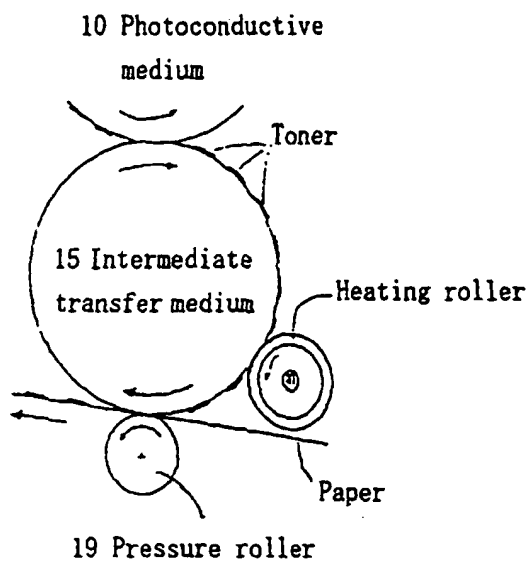 10 Photoconductive
medium
Toner
15 Intermediate
transfer medium
Heating roller
Paper
19 Pressure roller